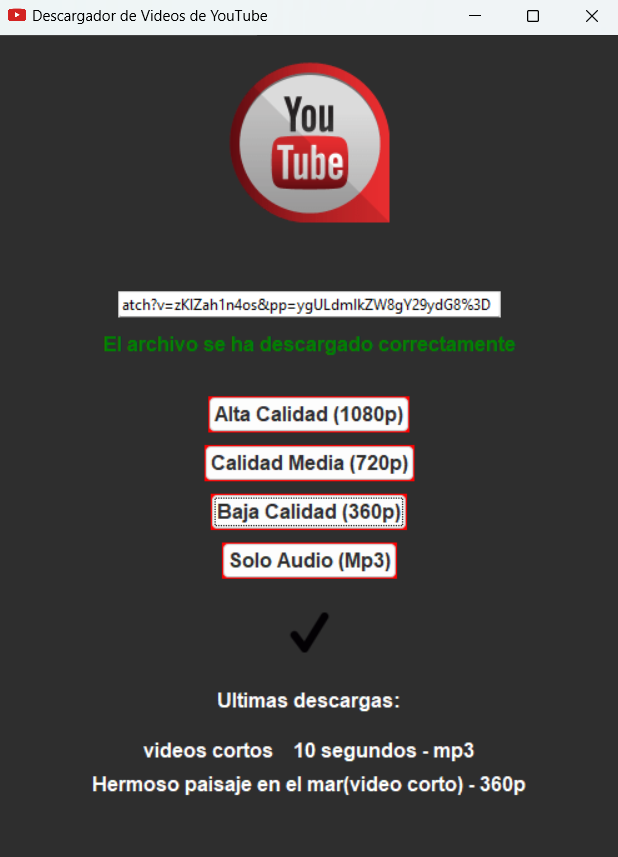 Descargador de Videos de YouTube
You
Tube
atch?v=zKlZah1n4os&pp=ygULdmlkZW8gY29ydG8%3D
El archivo se ha descargado correctamente
Alta Calidad (1080p)
Calidad Media (720p)
Baja Calidad (360p)
Solo Audio (Mp3)
Ultimas descargas:
videos cortos 10 segundos - mp3
Hermoso paisaje en el mar(video corto) - 360p